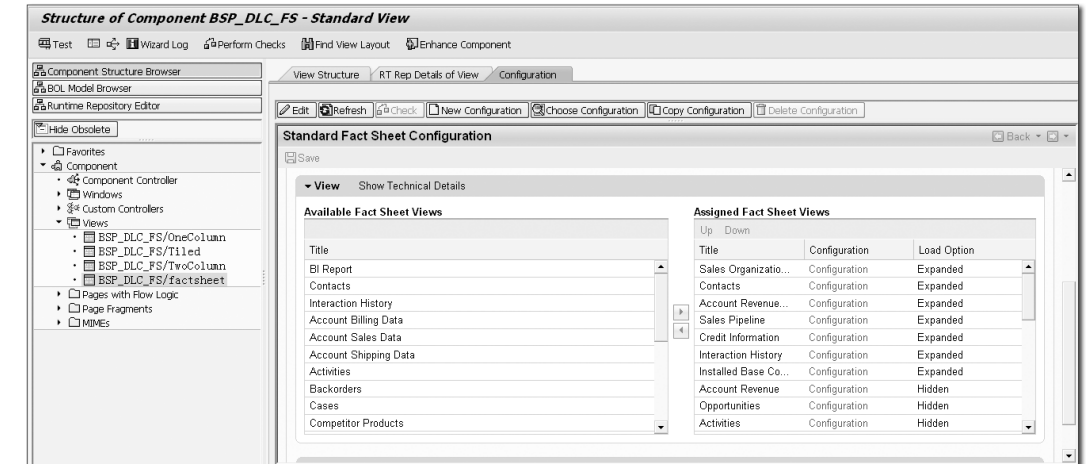 Structure of Component BSP_DLC_FS - Standard View
Test Wizard Log Perform Checks Find View Layout Enhance Component
Component Structure Browser
BOL Model Browser
Runtime Repository Editor
Hide Obsolete
Favorites
Component
Component Controller
Windows
Custom Controllers
Views
BSP_DLC_FS/OneColumn
BSP_DLC_FS/Tiled
BSP_DLC_FS/TwoColumn
BSP_DLC_FS/factsheet
Pages with Flow Logic
Page Fragments
MIMEs
View Structure RT Rep Details of View Configuration
Edit Refresh Check New Configuration Choose Configuration Copy Configuration Delete Configuration
Standard Fact Sheet Configuration Back
Save
View Show Technical Details
Available Fact Sheet Views
Title
BI Report
Contacts
Interaction History
Account Billing Data
Account Sales Data
Account Shipping Data
Activities
Backorders
Cases
Competitor Products
Assigned Fact Sheet Views
Up Down
Title Configuration Load Option
Sales Organizatio... Configuration Expanded
Contacts Configuration Expanded
Account Revenue... Configuration Expanded
Sales Pipeline Configuration Expanded
Credit Information Configuration Expanded
Interaction History Configuration Expanded
Installed Base Co... Configuration Expanded
Account Revenue Configuration Hidden
Opportunities Configuration Hidden
Activities Configuration Hidden